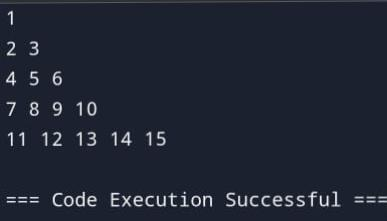 1
2 3
4 5 6
7 8 9 10
11 12 13 14 15
=== Code Execution Successful ===